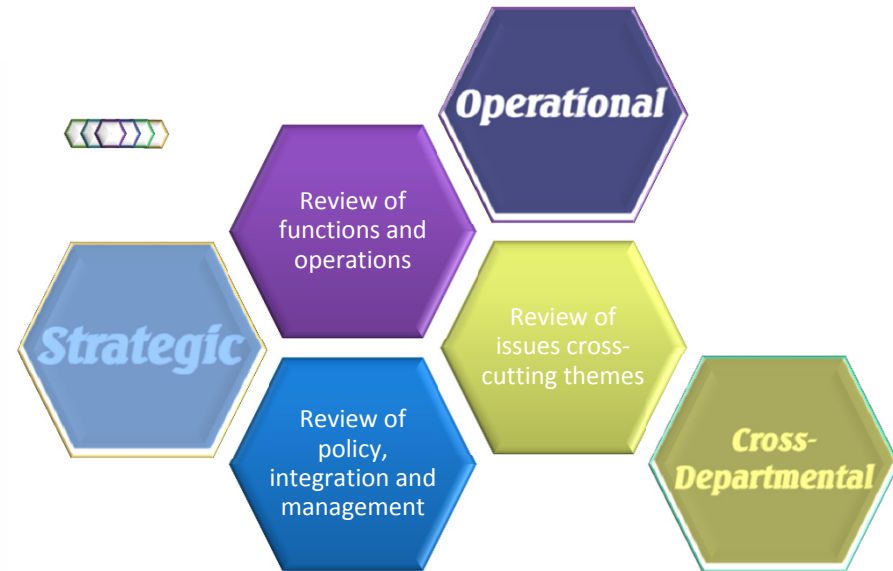 Operational
Review of
functions and
operations
Strategic
Review of
issues cross-
cutting themes
Review of
policy,
integration and
management
Cross-
Departmental